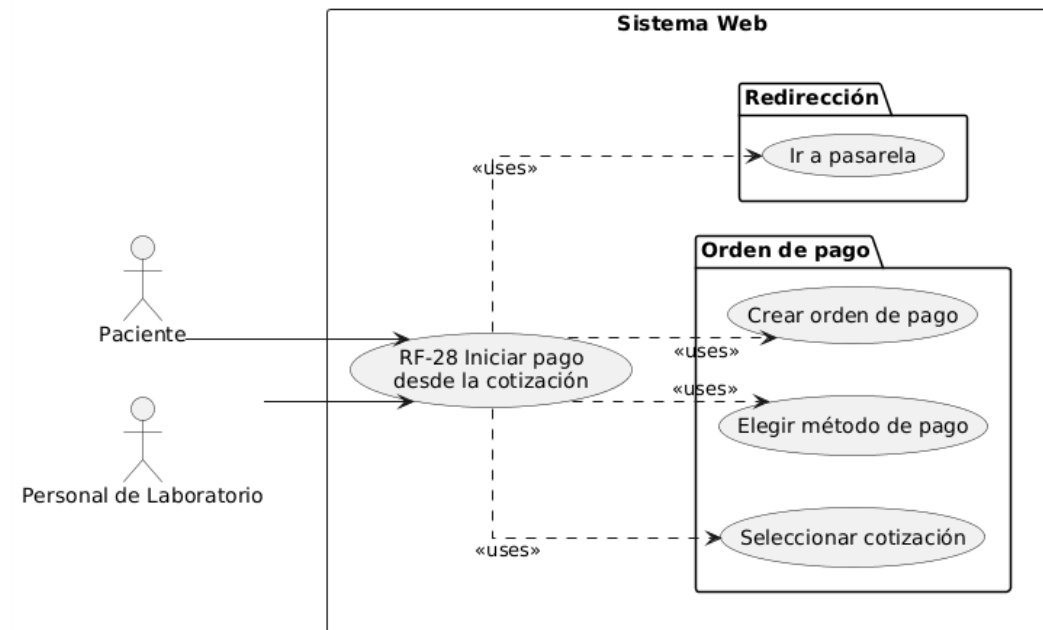 Sistema Web
Redirección
Ir a pasarela
«uses»
Orden de pago
Crear orden de pago
Paciente
«uses»
RF-28 Iniciar pago
desde la cotización
«uses»
Elegir método de pago
Personal de Laboratorio
Seleccionar cotización
«uses»